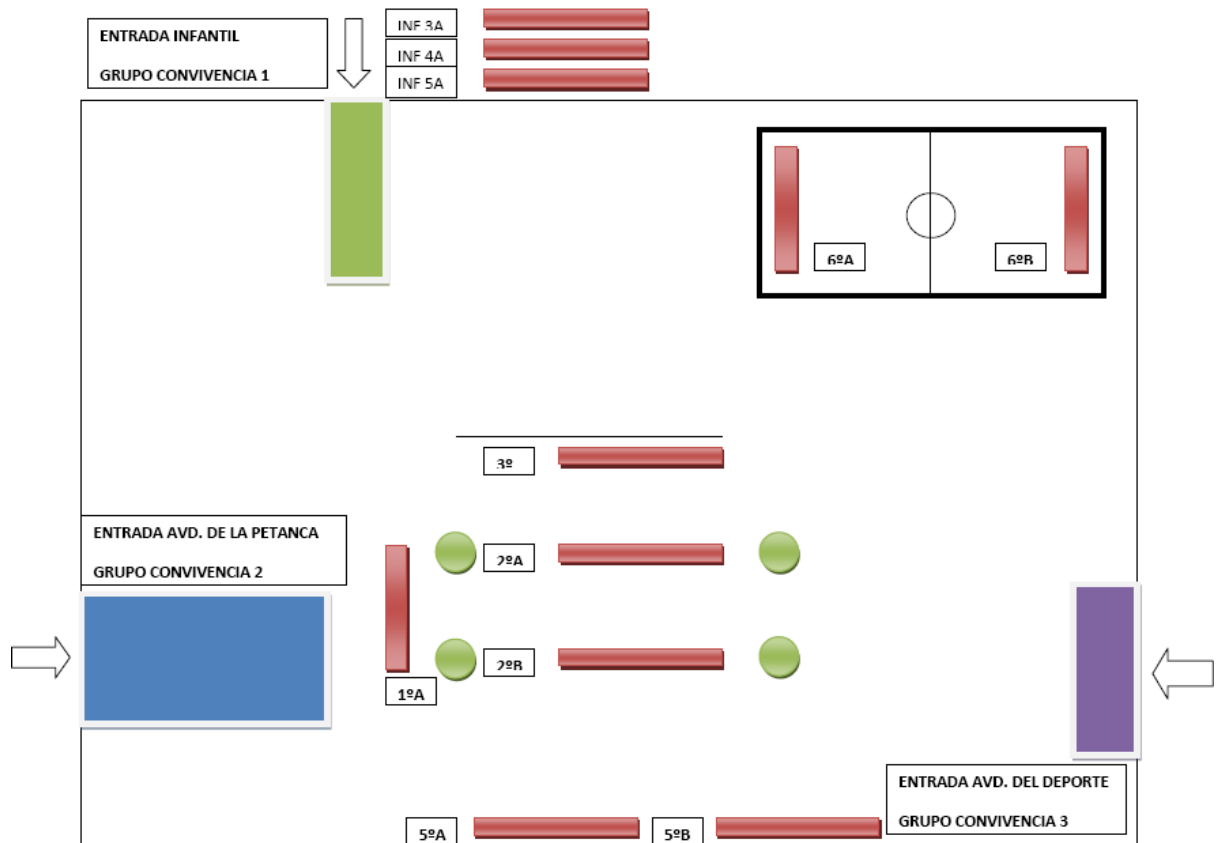 ENTRADA INFANTIL
GRUPO CONVIVENCIA 1
INF 3A
INF 4A
INF 5A
6ºA
6ºB
3º
ENTRADA AVD. DE LA PETANCA
GRUPO CONVIVENCIA 2
2ºA
2ºB
1ºA
ENTRADA AVD. DEL DEPORTE
GRUPO CONVIVENCIA 3
5ºA
5ºB